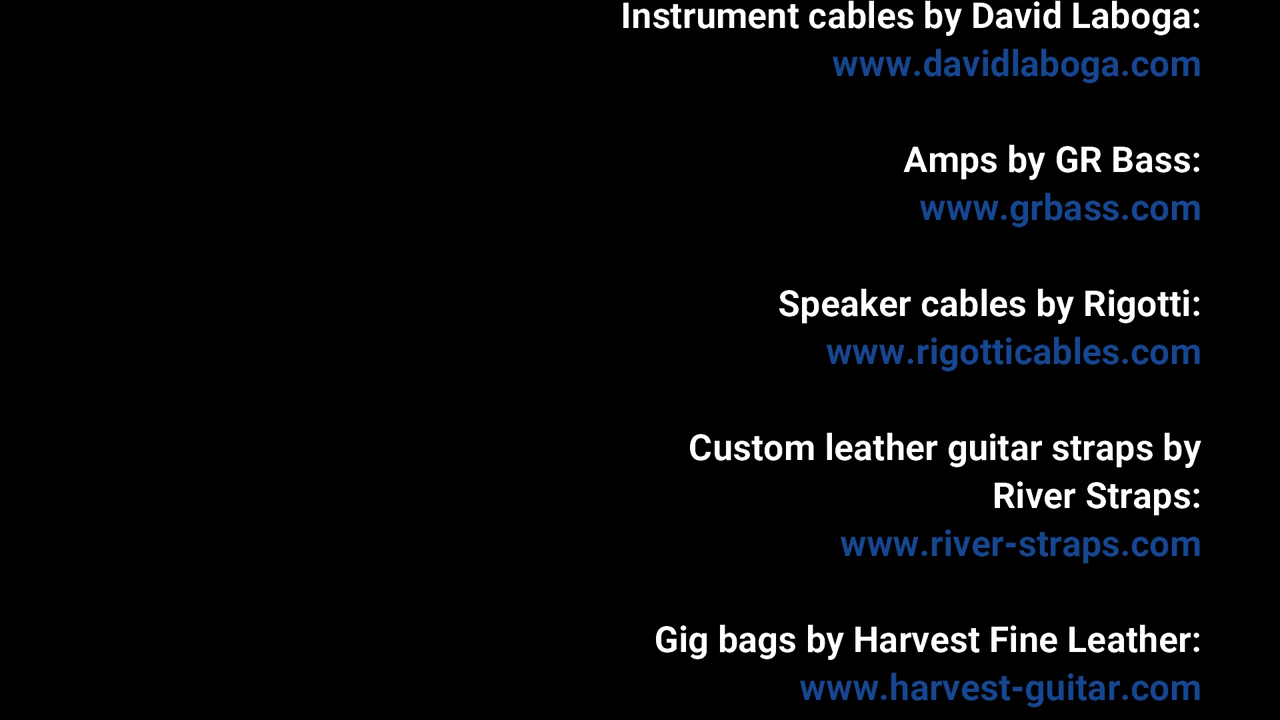 Instrument cables by David Laboga:
www.davidlaboga.com
Amps by GR Bass:
www.grbass.com
Speaker cables by Rigotti:
www.rigotticables.com
Custom leather guitar straps by
River Straps:
www.river-straps.com
Gig bags by Harvest Fine Leather:
www.harvest-guitar.com